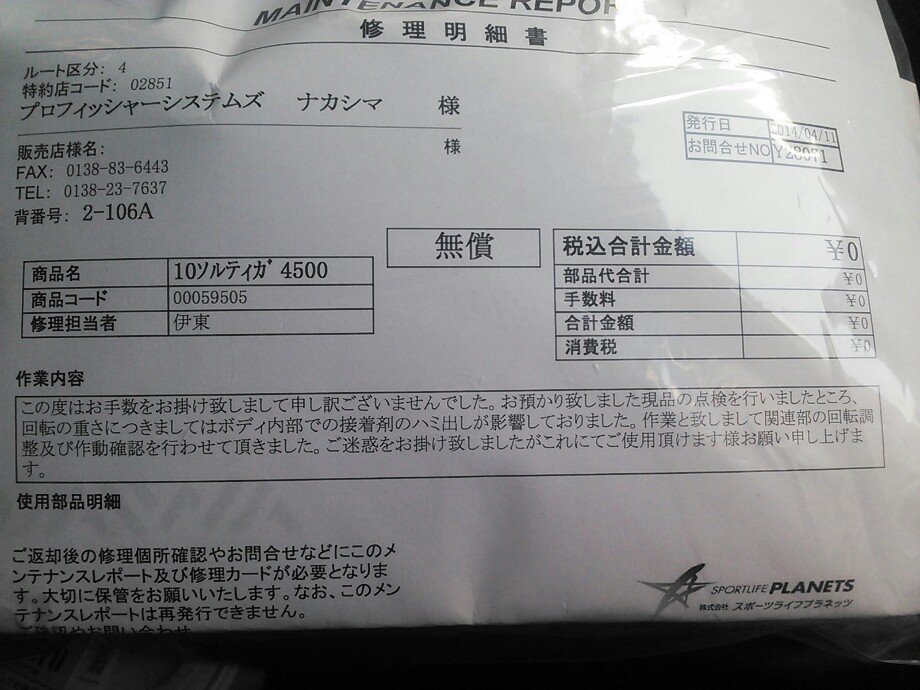 MAINTENANCE REPOR
修理明細書
ルート区分: 4
特約店コード: 02851
プロフィッシャーシステムズ ナカシマ 様
発行日 2014/04/11
お問合せNO Y28071
販売店様名: 様
FAX: 0138-83-6443
TEL: 0138-23-7637
背番号: 2-106A
無償
商品名 10ソルティガ 4500
商品コード 00059505
修理担当者 伊東
税込合計金額 ¥0
部品代合計 ¥0
手数料 ¥0
合計金額 ¥0
消費税 ¥0
作業内容
この度はお手数をお掛け致しまして申し訳ございませんでした。お預かり致しました現品の点検を行いましたところ、
回転の重さにつきましてはボディ内部での接着剤のハミ出しが影響しておりました。作業と致しまして関連部の回転調
整及び作動確認を行わせて頂きました。ご迷惑をお掛け致しましたがこれにてご使用頂けます様お願い申し上げま
す。
使用部品明細
ご返却後の修理個所確認やお問合せなどにこのメ
ンテナンスレポート及び修理カードが必要となりま
す。大切に保管をお願いいたします。なお、このメン
テナンスレポートは再発行できません。
ご確認やお問い合わせ
SPORTLIFE PLANETS
株式会社 スポーツライフプラネッツ